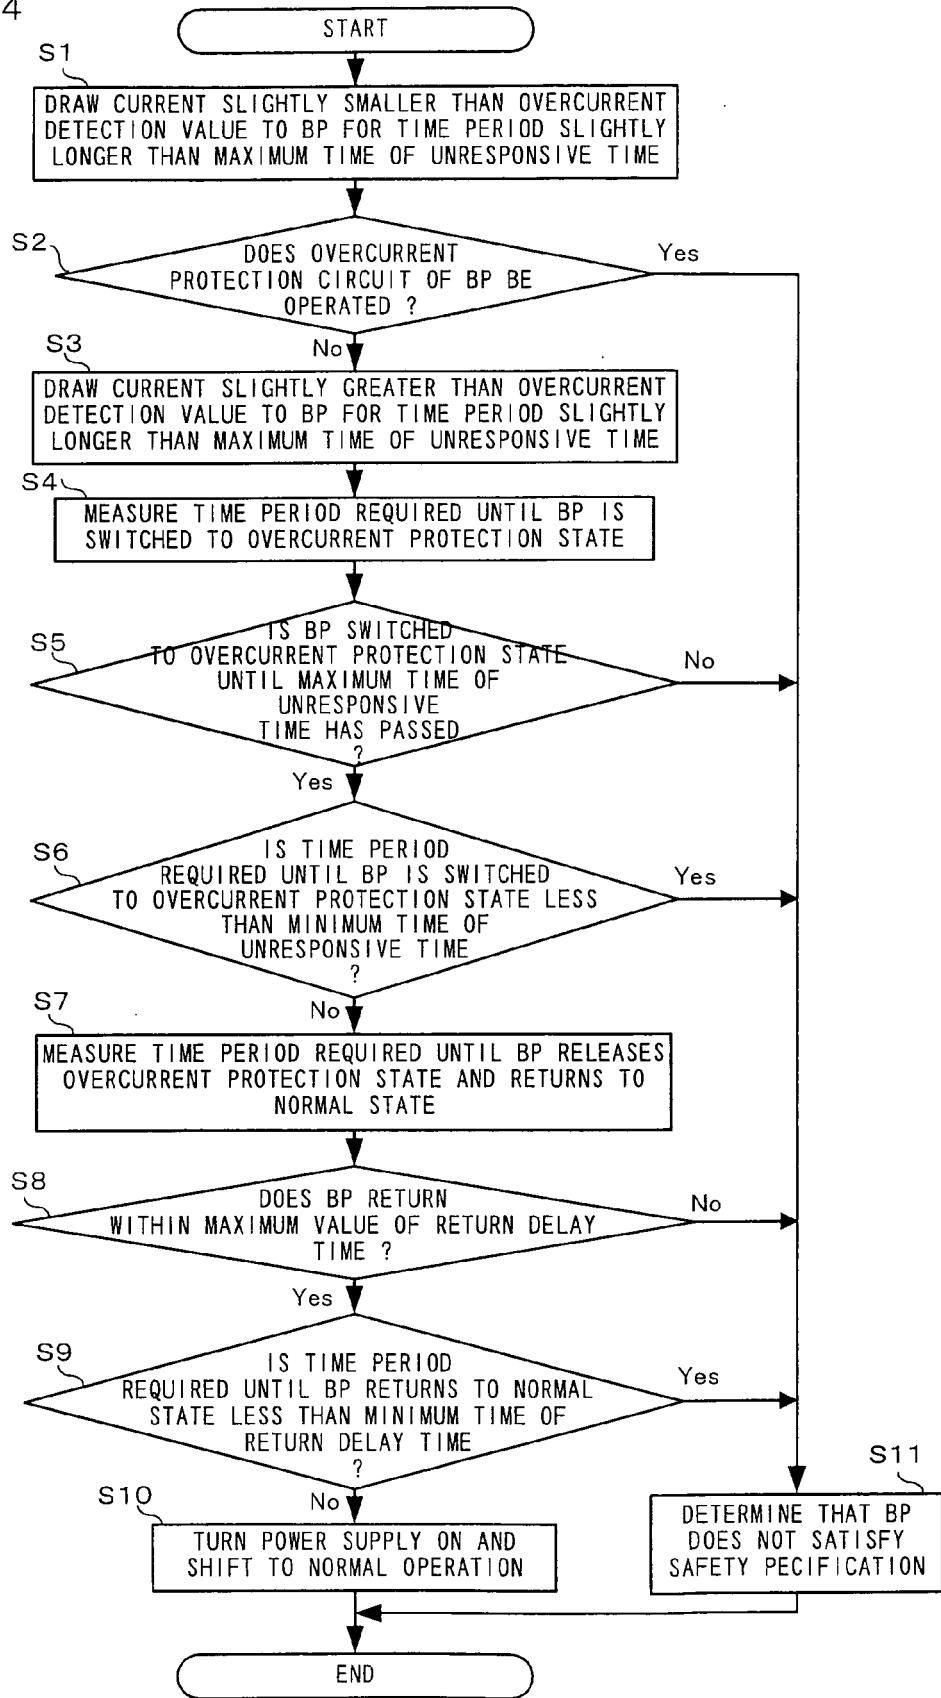 4
START
S1
DRAW CURRENT SLIGHTLY SMALLER THAN OVERCURRENT
DETECTION VALUE TO BP FOR TIME PERIOD SLIGHTLY
LONGER THAN MAXIMUM TIME OF UNRESPONSIVE TIME
S2
DOES OVERCURRENT
PROTECTION CIRCUIT OF BP BE
OPERATED ?
Yes
No
S3
DRAW CURRENT SLIGHTLY GREATER THAN OVERCURRENT
DETECTION VALUE TO BP FOR TIME PERIOD SLIGHTLY
LONGER THAN MAXIMUM TIME OF UNRESPONSIVE TIME
S4
MEASURE TIME PERIOD REQUIRED UNTIL BP IS
SWITCHED TO OVERCURRENT PROTECTION STATE
S5
IS BP SWITCHED
TO OVERCURRENT PROTECTION STATE
UNTIL MAXIMUM TIME OF
UNRESPONSIVE
TIME HAS PASSED
?
No
Yes
S6
IS TIME PERIOD
REQUIRED UNTIL BP IS SWITCHED
TO OVERCURRENT PROTECTION STATE LESS
THAN MINIMUM TIME OF
UNRESPONSIVE TIME
?
Yes
No
S7
MEASURE TIME PERIOD REQUIRED UNTIL BP RELEASES
OVERCURRENT PROTECTION STATE AND RETURNS TO
NORMAL STATE
S8
DOES BP RETURN
WITHIN MAXIMUM VALUE OF RETURN DELAY
TIME ?
No
Yes
S9
IS TIME PERIOD
REQUIRED UNTIL BP RETURNS TO NORMAL
STATE LESS THAN MINIMUM TIME OF
RETURN DELAY TIME
?
Yes
No
S10
TURN POWER SUPPLY ON AND
SHIFT TO NORMAL OPERATION
S11
DETERMINE THAT BP
DOES NOT SATISFY
SAFETY PECIFICATION
END